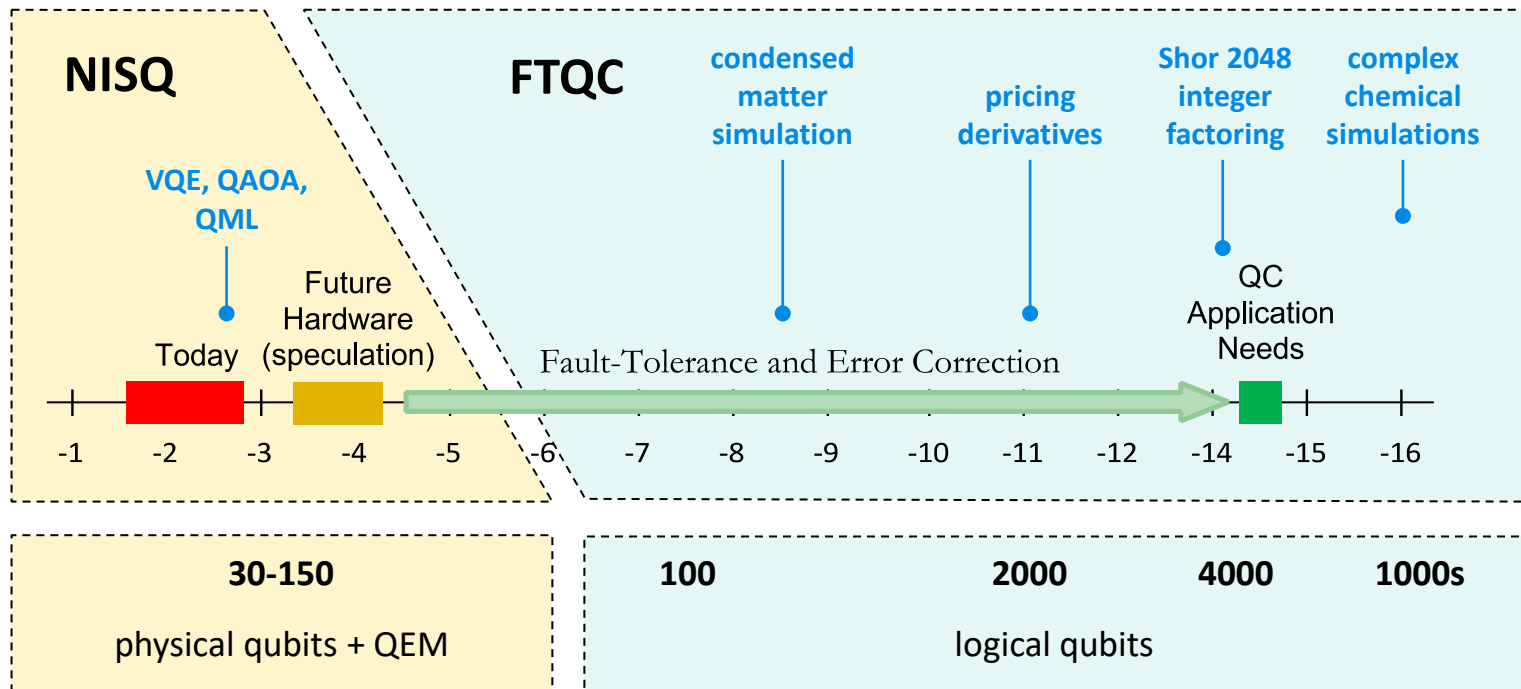 NISQ
FTQC
VQE, QAOA,
QML
condensed
matter
simulation
pricing
derivatives
Shor 2048
integer
factoring
complex
chemical
simulations
Today
Future
Hardware
(speculation)
Fault-Tolerance and Error Correction
QC
Application
Needs
-1 -2 -3 -4 -5 -6 -7 -8 -9 -10 -11 -12 -14 -15 -16
30-150
physical qubits + QEM
100 2000 4000 1000s
logical qubits